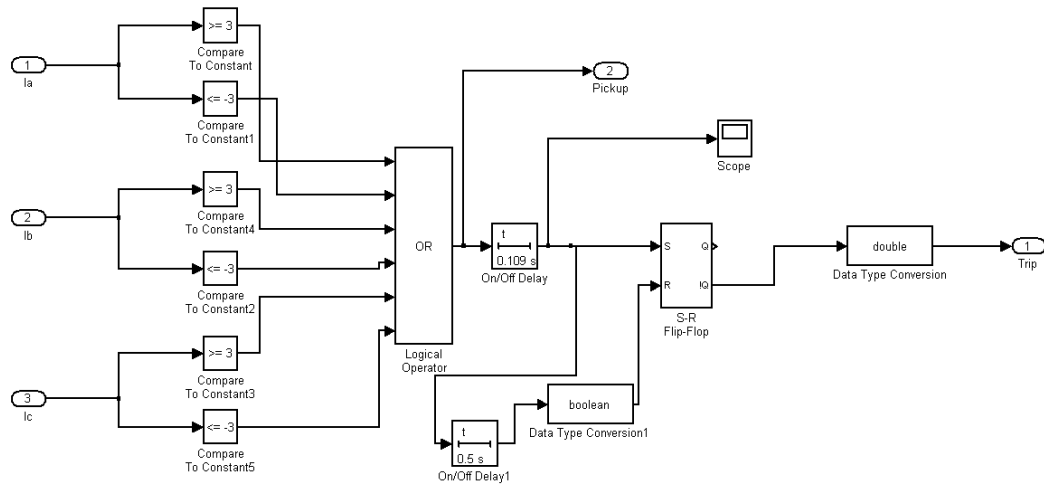 1
Ia
>= 3
Compare
To Constant
<= -3
Compare
To Constant1
2
Pickup
Scope
2
Ib
>= 3
Compare
To Constant4
<= -3
Compare
To Constant2
OR
Logical
Operator
t
0.109 s
On/Off Delay
S
Q
R
!Q
S-R
Flip-Flop
double
Data Type Conversion
1
Trip
3
Ic
>= 3
Compare
To Constant3
<= -3
Compare
To Constant5
t
0.5 s
On/Off Delay1
boolean
Data Type Conversion1